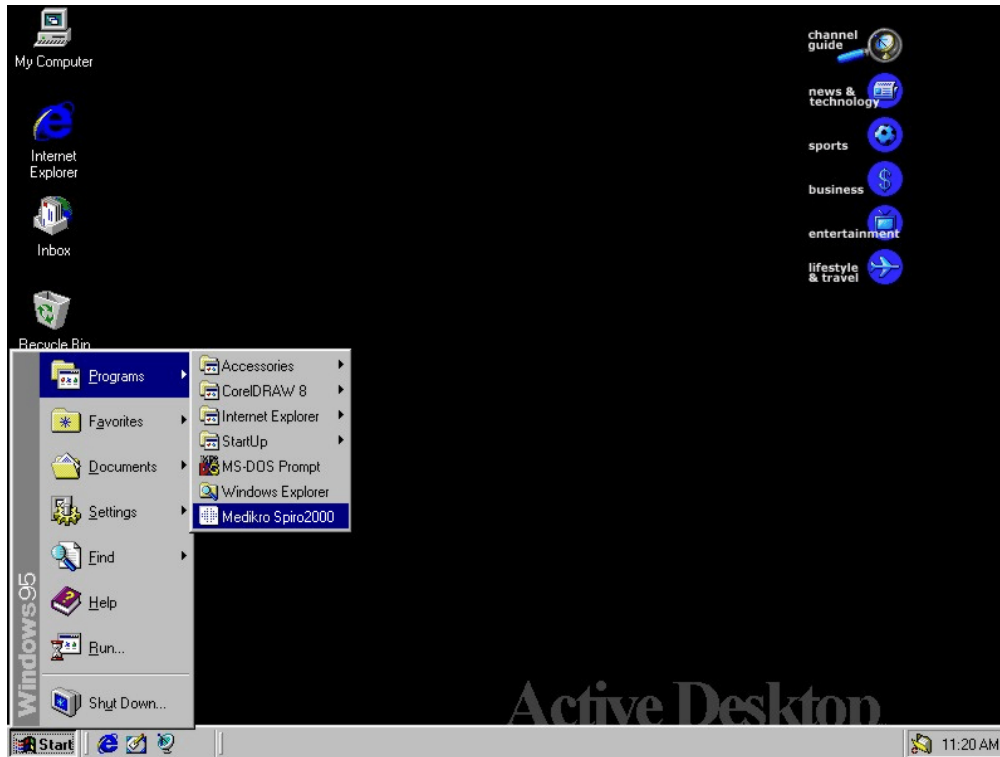 My Computer
Internet
Explorer
Inbox
Recycle Bin
channel
guide
news &
technology
sports
business
entertainment
lifestyle
& travel
Programs
Favorites
Documents
Settings
Find
Help
Run...
Shut Down...
Windows95
Accessories
CorelDRAW 8
Internet Explorer
StartUp
MS-DOS Prompt
Windows Explorer
Medikro Spiro2000
Active Desktop
Start
11:20 AM